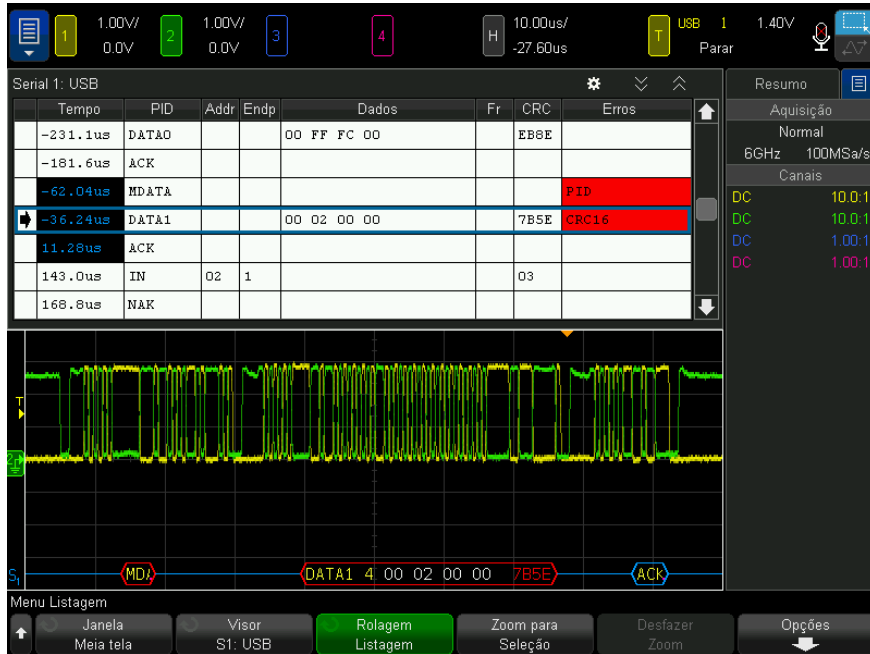 1 1.00V/ 2 1.00V/ 3 4 H 10.00us/ T USB 1 1.40V
0.0V 0.0V -27.60us Parar
Serial 1: USB
Tempo PID Addr Endp Dados Fr CRC Erros
-231.1us DATA0 00 FF FC 00 EB8E
-181.6us ACK
-62.04us MDATA PID
-36.24us DATA1 00 02 00 00 7B5E CRC16
11.28us ACK
143.0us IN 02 1 03
168.8us NAK
Resumo
Aquisição
Normal
6GHz 100MSa/s
Canais
DC 10.0:1
DC 10.0:1
DC 1.00:1
DC 1.00:1
T
2
S1 MDA DATA1 4 00 02 00 00 7B5E ACK
Menu Listagem
Janela Visor Rolagem Zoom para Desfazer Opções
Meia tela S1: USB Listagem Seleção Zoom